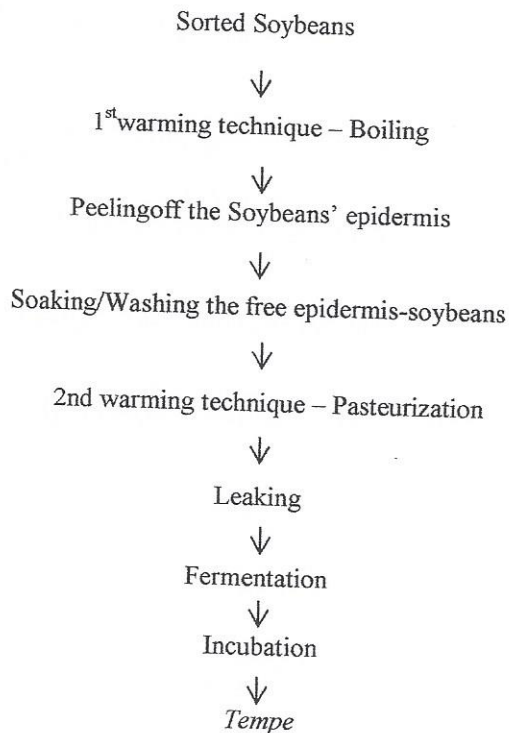 Sorted Soybeans
↓
1stwarming technique – Boiling
↓
Peelingoff the Soybeans' epidermis
↓
Soaking/Washing the free epidermis-soybeans
↓
2nd warming technique – Pasteurization
↓
Leaking
↓
Fermentation
↓
Incubation
↓
Tempe